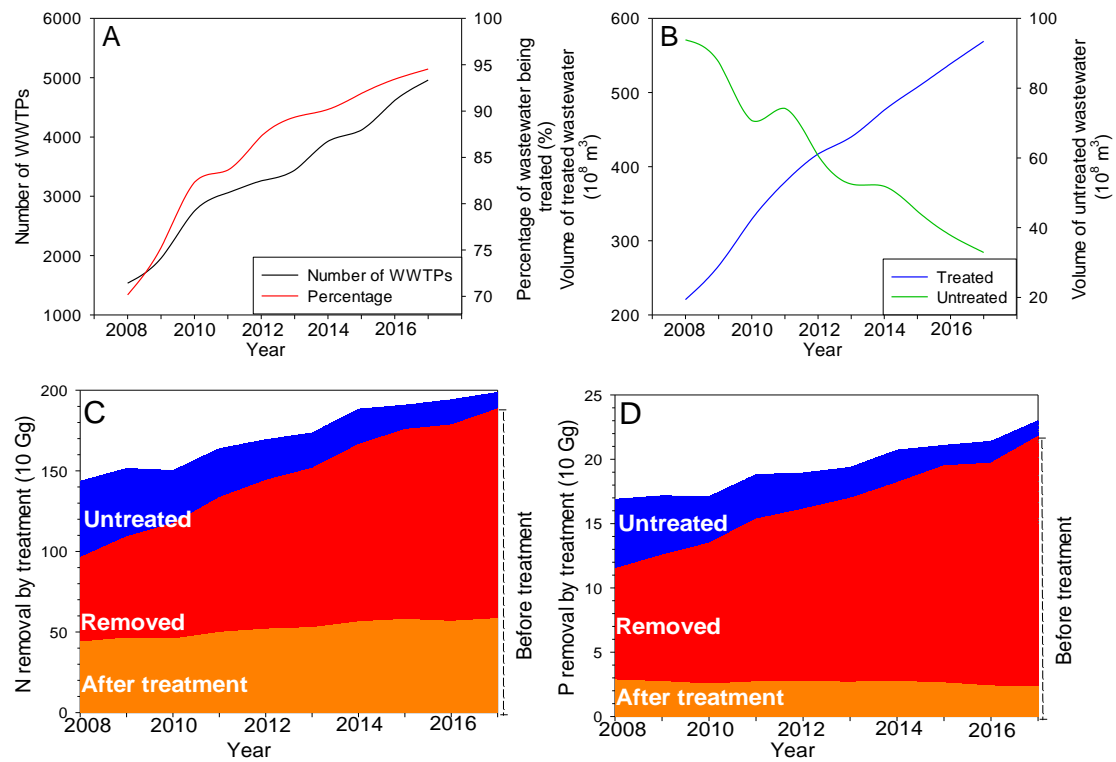 A
6000
5000
4000
3000
2000
1000
Number of WWTPs
100
95
90
85
80
75
70
Percentage of wastewater being
treated (%)
2008
2010
2012
2014
2016
Year
Number of WWTPs
Percentage
B
600
500
400
300
200
Volume of treated wastewater
(10⁸ m³)
100
80
60
40
20
Volume of untreated wastewater
(10⁸ m³)
2008
2010
2012
2014
2016
Year
Treated
Untreated
C
200
150
100
50
0
N removal by treatment (10 Gg)
Untreated
Removed
After treatment
Before treatment
2008
2010
2012
2014
2016
Year
D
25
20
15
10
5
0
P removal by treatment (10 Gg)
Untreated
Removed
After treatment
Before treatment
2008
2010
2012
2014
2016
Year